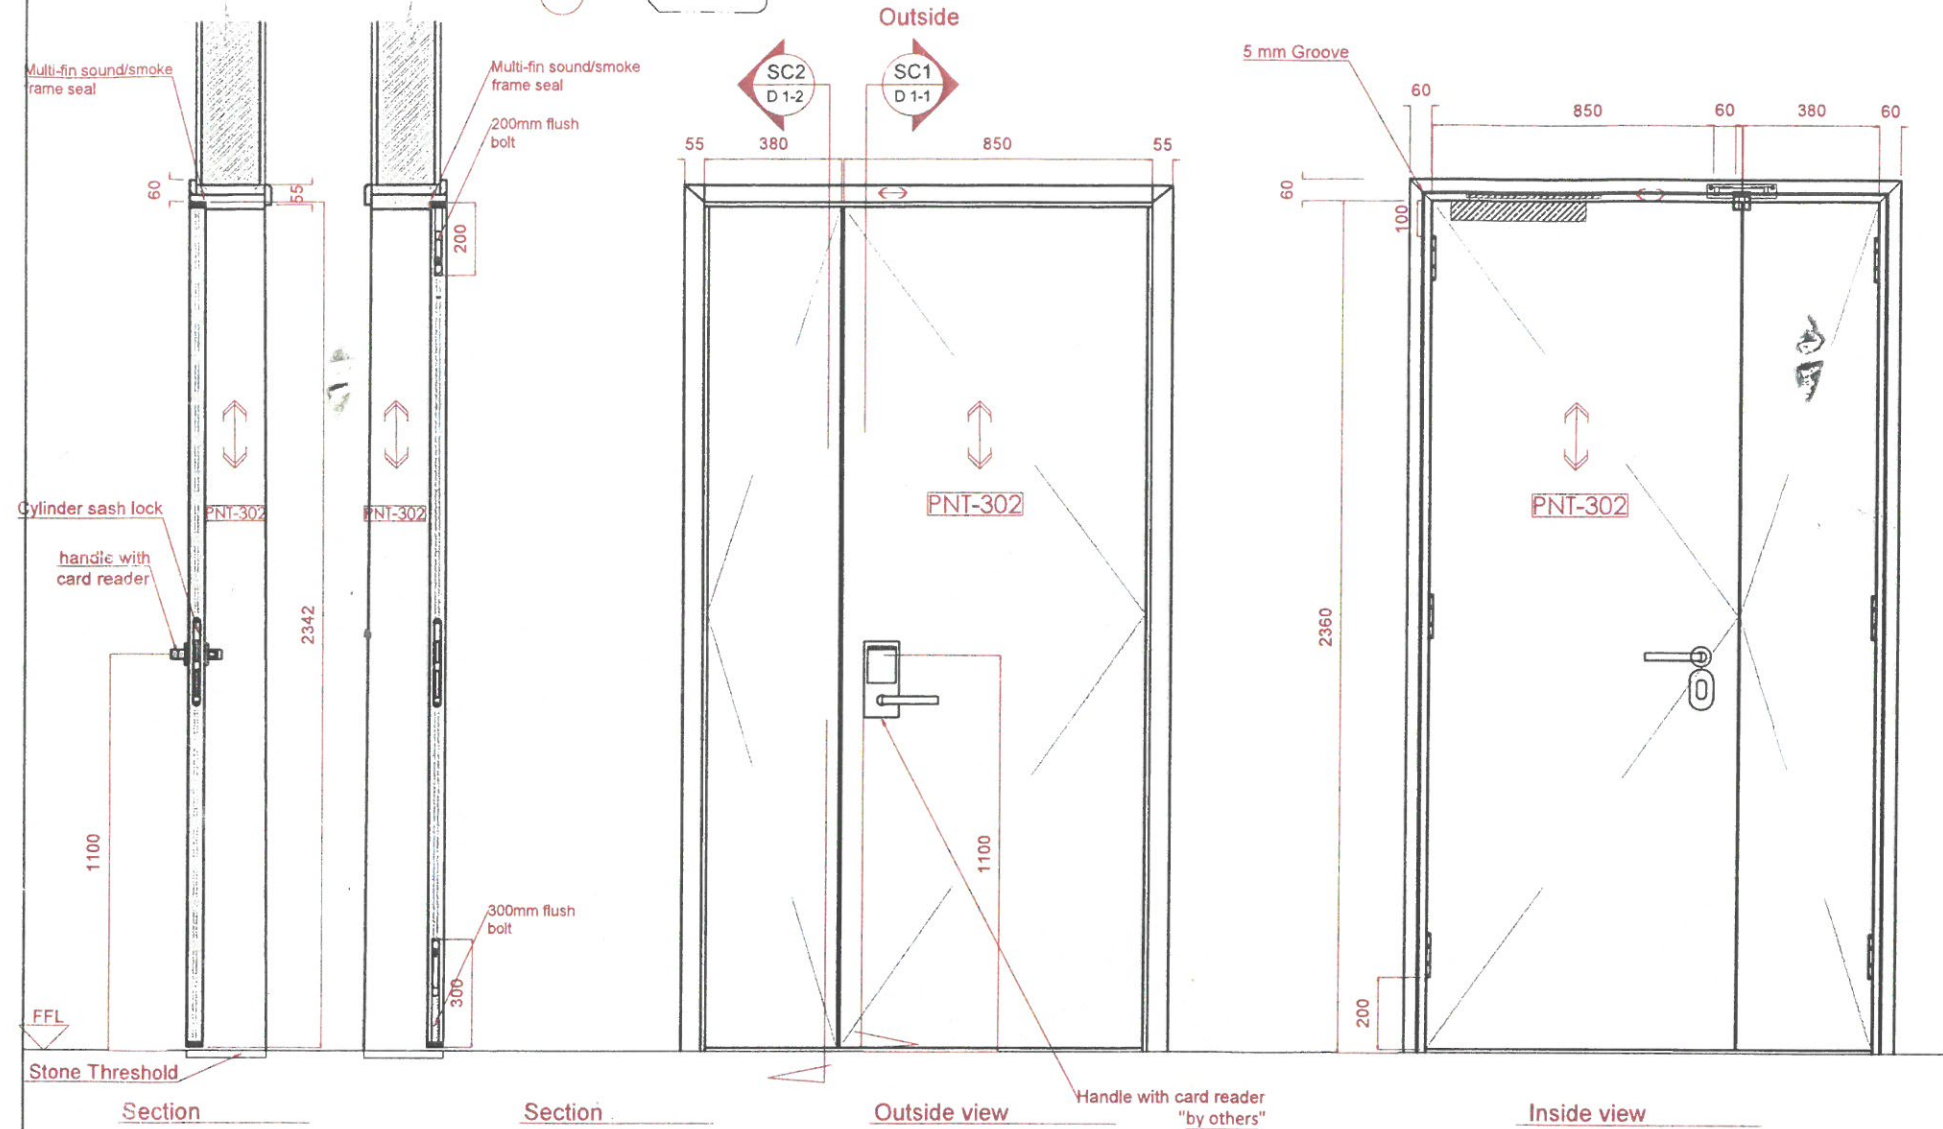 Outside
SC2
D 1-2
SC1
D 1-1
5 mm Groove
Multi-fin sound/smoke
frame seal
Multi-fin sound/smoke
frame seal
200mm flush
bolt
60
55
200
55
380
850
55
60
850
60
380
60
60
100
PNT-302
PNT-302
PNT-302
PNT-302
Cylinder sash lock
handle with
card reader
2342
2360
1100
1100
300mm flush
bolt
300
200
FFL
Stone Threshold
Handle with card reader
"by others"
Section
Section
Outside view
Inside view